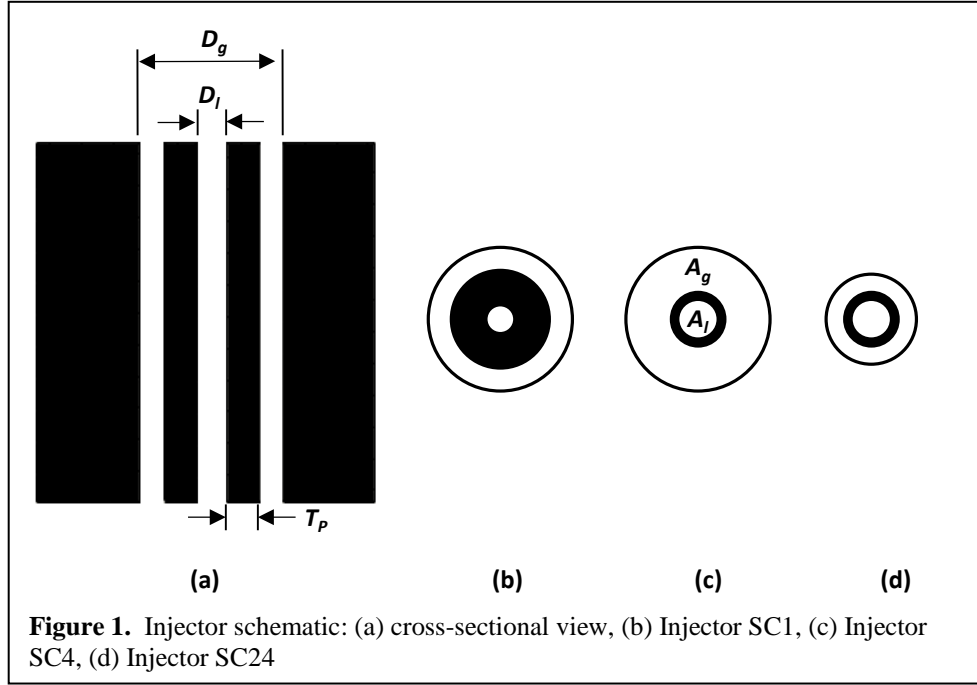 D_g
D_l
T_P
A_g
A_l
(a) (b) (c) (d)
Figure 1. Injector schematic: (a) cross-sectional view, (b) Injector SC1, (c) Injector
SC4, (d) Injector SC24